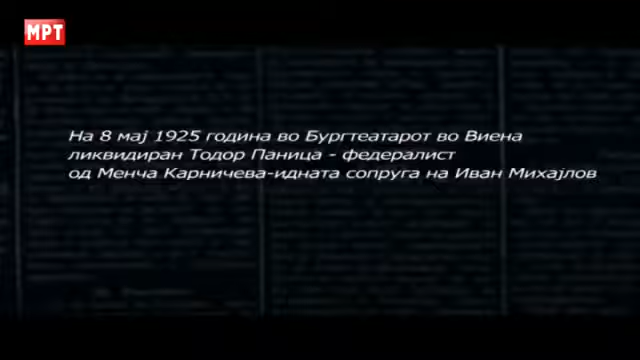 МРТ
На 8 мај 1925 година во Бургтеатарот во Виена
ликвидиран Тодор Паница - федералист
од Менча Карничева-идната сопруга на Иван Михајлов